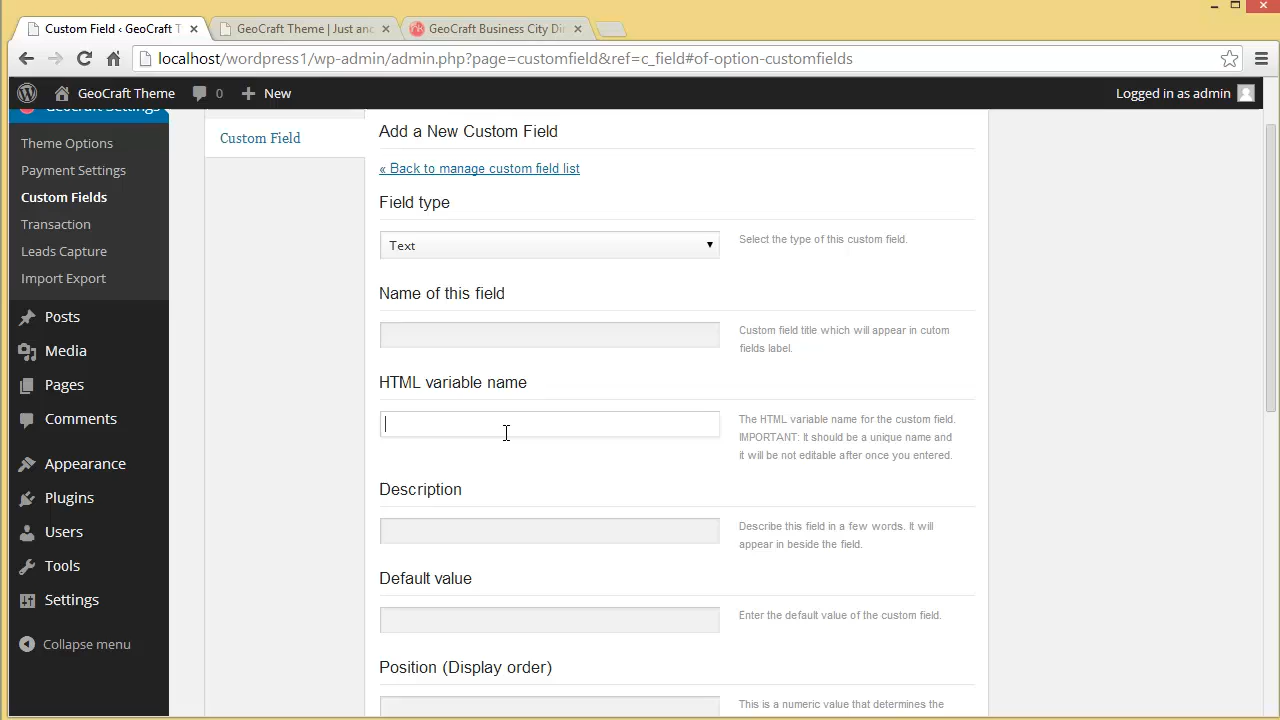 Custom Field ‹ GeoCraft T
GeoCraft Theme | Just anc
GeoCraft Business City Dir
localhost/wordpress1/wp-admin/admin.php?page=customfield&ref=c_field#of-option-customfields
GeoCraft Theme
0
New
Logged in as admin
Geocraft Settings
Theme Options
Payment Settings
Custom Fields
Transaction
Leads Capture
Import Export
Posts
Media
Pages
Comments
Appearance
Plugins
Users
Tools
Settings
Collapse menu
Custom Field
Add a New Custom Field
« Back to manage custom field list
Field type
Text
Select the type of this custom field.
Name of this field
Custom field title which will appear in cutom
fields label.
HTML variable name
The HTML variable name for the custom field.
IMPORTANT: It should be a unique name and
it will be not editable after once you entered.
Description
Describe this field in a few words. It will
appear in beside the field.
Default value
Enter the default value of the custom field.
Position (Display order)
This is a numeric value that determines the